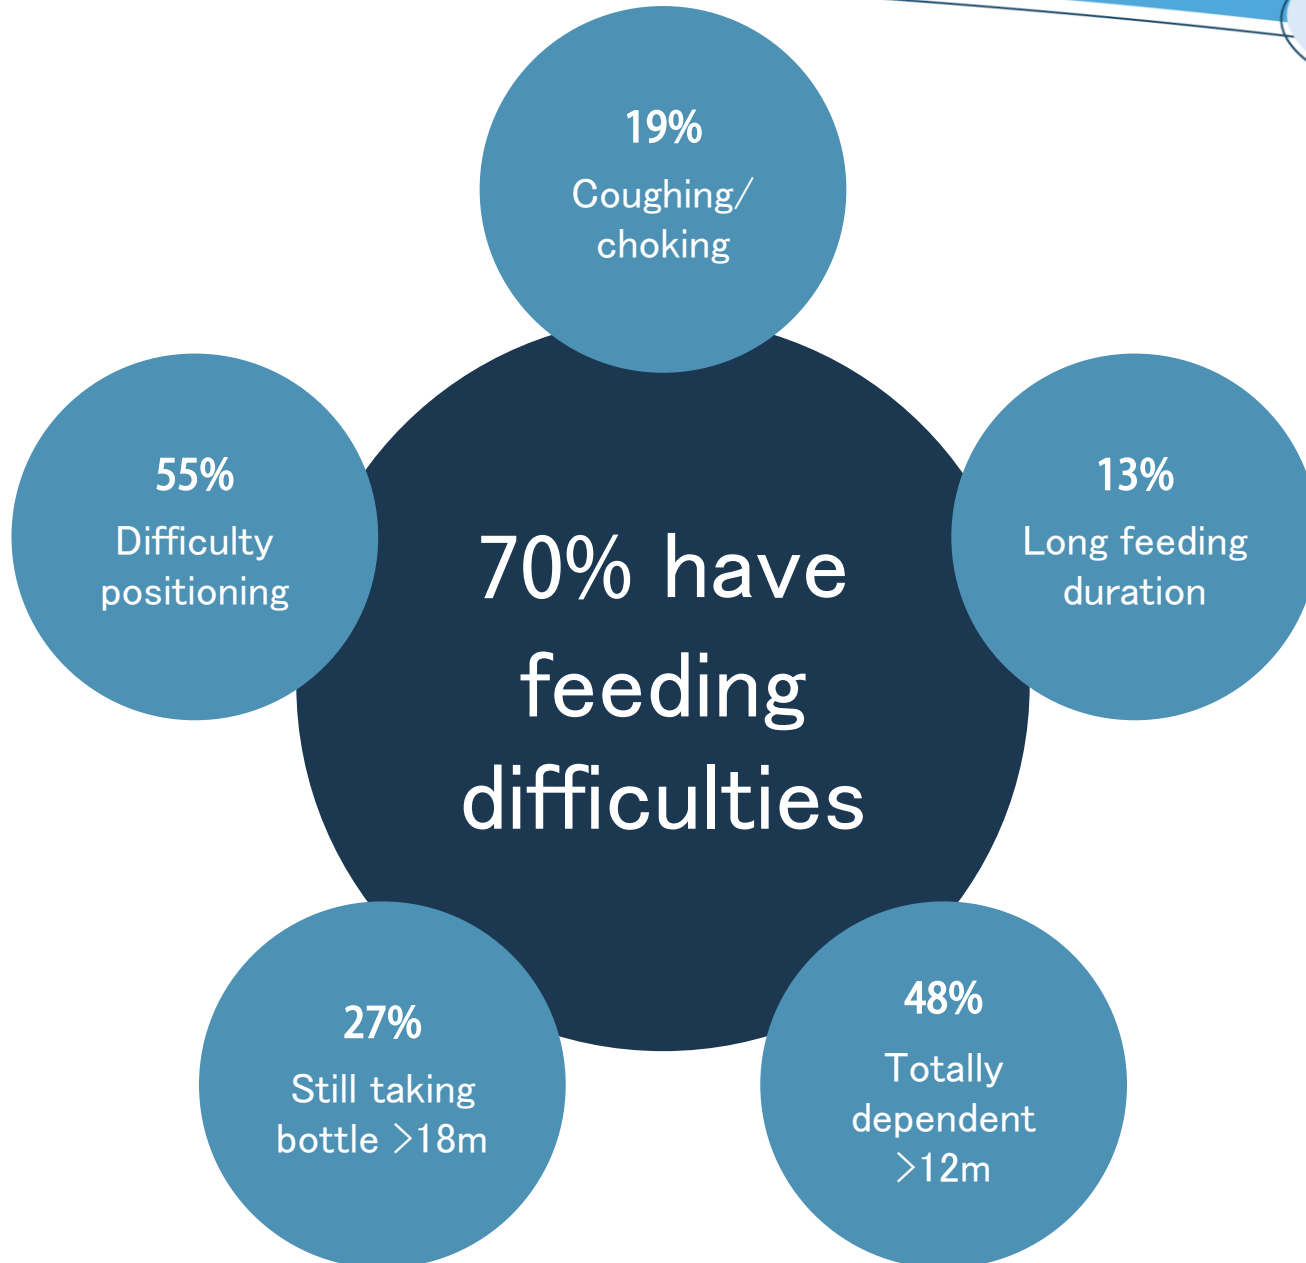 19%
Coughing/
choking
55%
Difficulty
positioning
13%
Long feeding
duration
70% have
feeding
difficulties
27%
Still taking
bottle >18m
48%
Totally
dependent
>12m